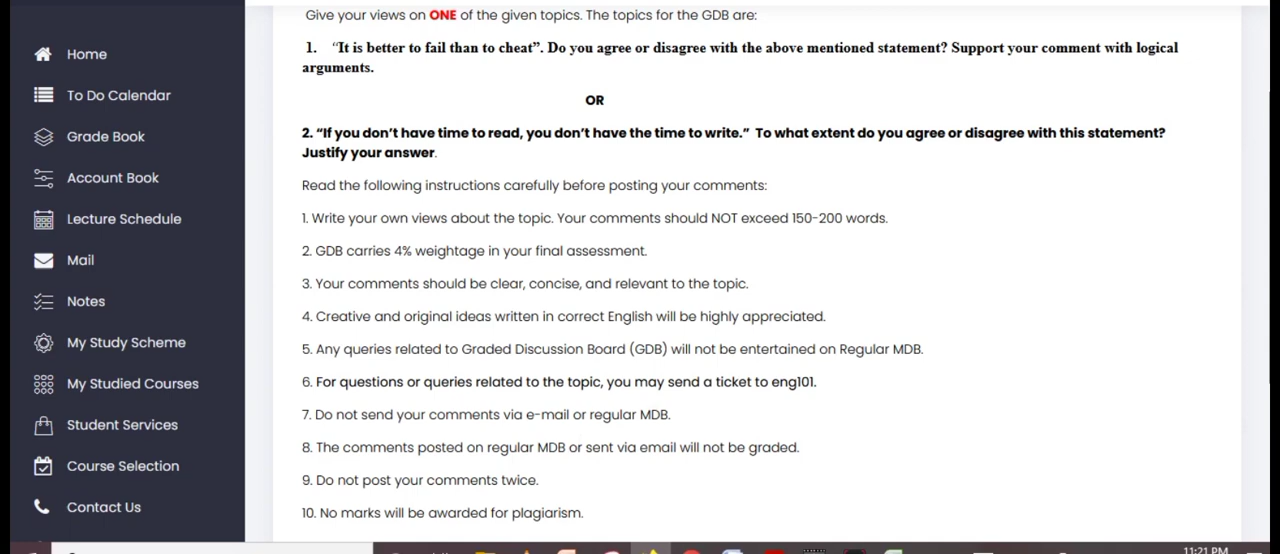 Home
To Do Calendar
Grade Book
Account Book
Lecture Schedule
Mail
Notes
My Study Scheme
My Studied Courses
Student Services
Course Selection
Contact Us
Give your views on ONE of the given topics. The topics for the GDB are:
1. “It is better to fail than to cheat”. Do you agree or disagree with the above mentioned statement? Support your comment with logical
arguments.
OR
2. “If you don’t have time to read, you don’t have the time to write.” To what extent do you agree or disagree with this statement?
Justify your answer.
Read the following instructions carefully before posting your comments:
1. Write your own views about the topic. Your comments should NOT exceed 150-200 words.
2. GDB carries 4% weightage in your final assessment.
3. Your comments should be clear, concise, and relevant to the topic.
4. Creative and original ideas written in correct English will be highly appreciated.
5. Any queries related to Graded Discussion Board (GDB) will not be entertained on Regular MDB.
6. For questions or queries related to the topic, you may send a ticket to eng101.
7. Do not send your comments via e-mail or regular MDB.
8. The comments posted on regular MDB or sent via email will not be graded.
9. Do not post your comments twice.
10. No marks will be awarded for plagiarism.
11:21 PM